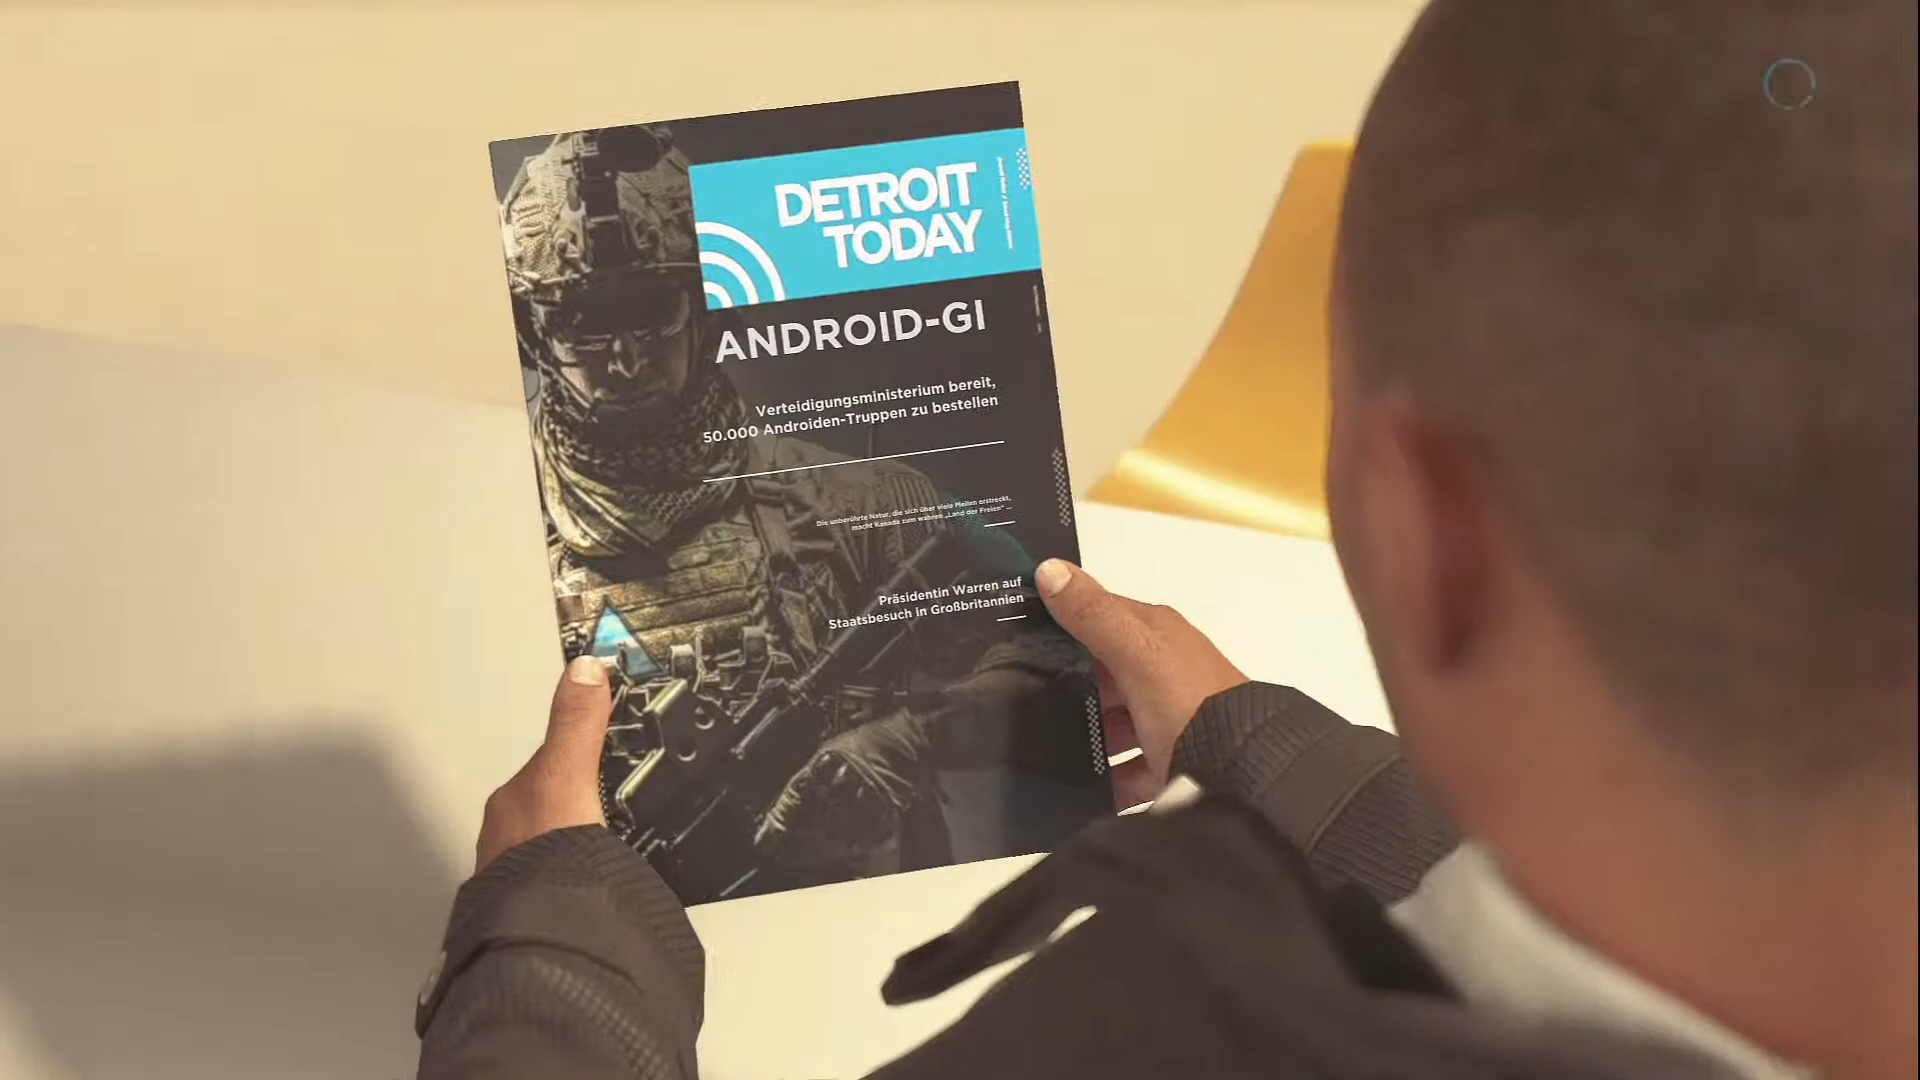 DETROIT
TODAY
ANDROID-GI
Verteidigungsministerium bereit,
50.000 Androiden-Truppen zu bestellen
Die unberührte Natur, die sich über viele Meilen erstreckt,
macht Kanada zum wahren „Land der Freien“ ...
Präsidentin Warren auf
Staatsbesuch in Großbritannien